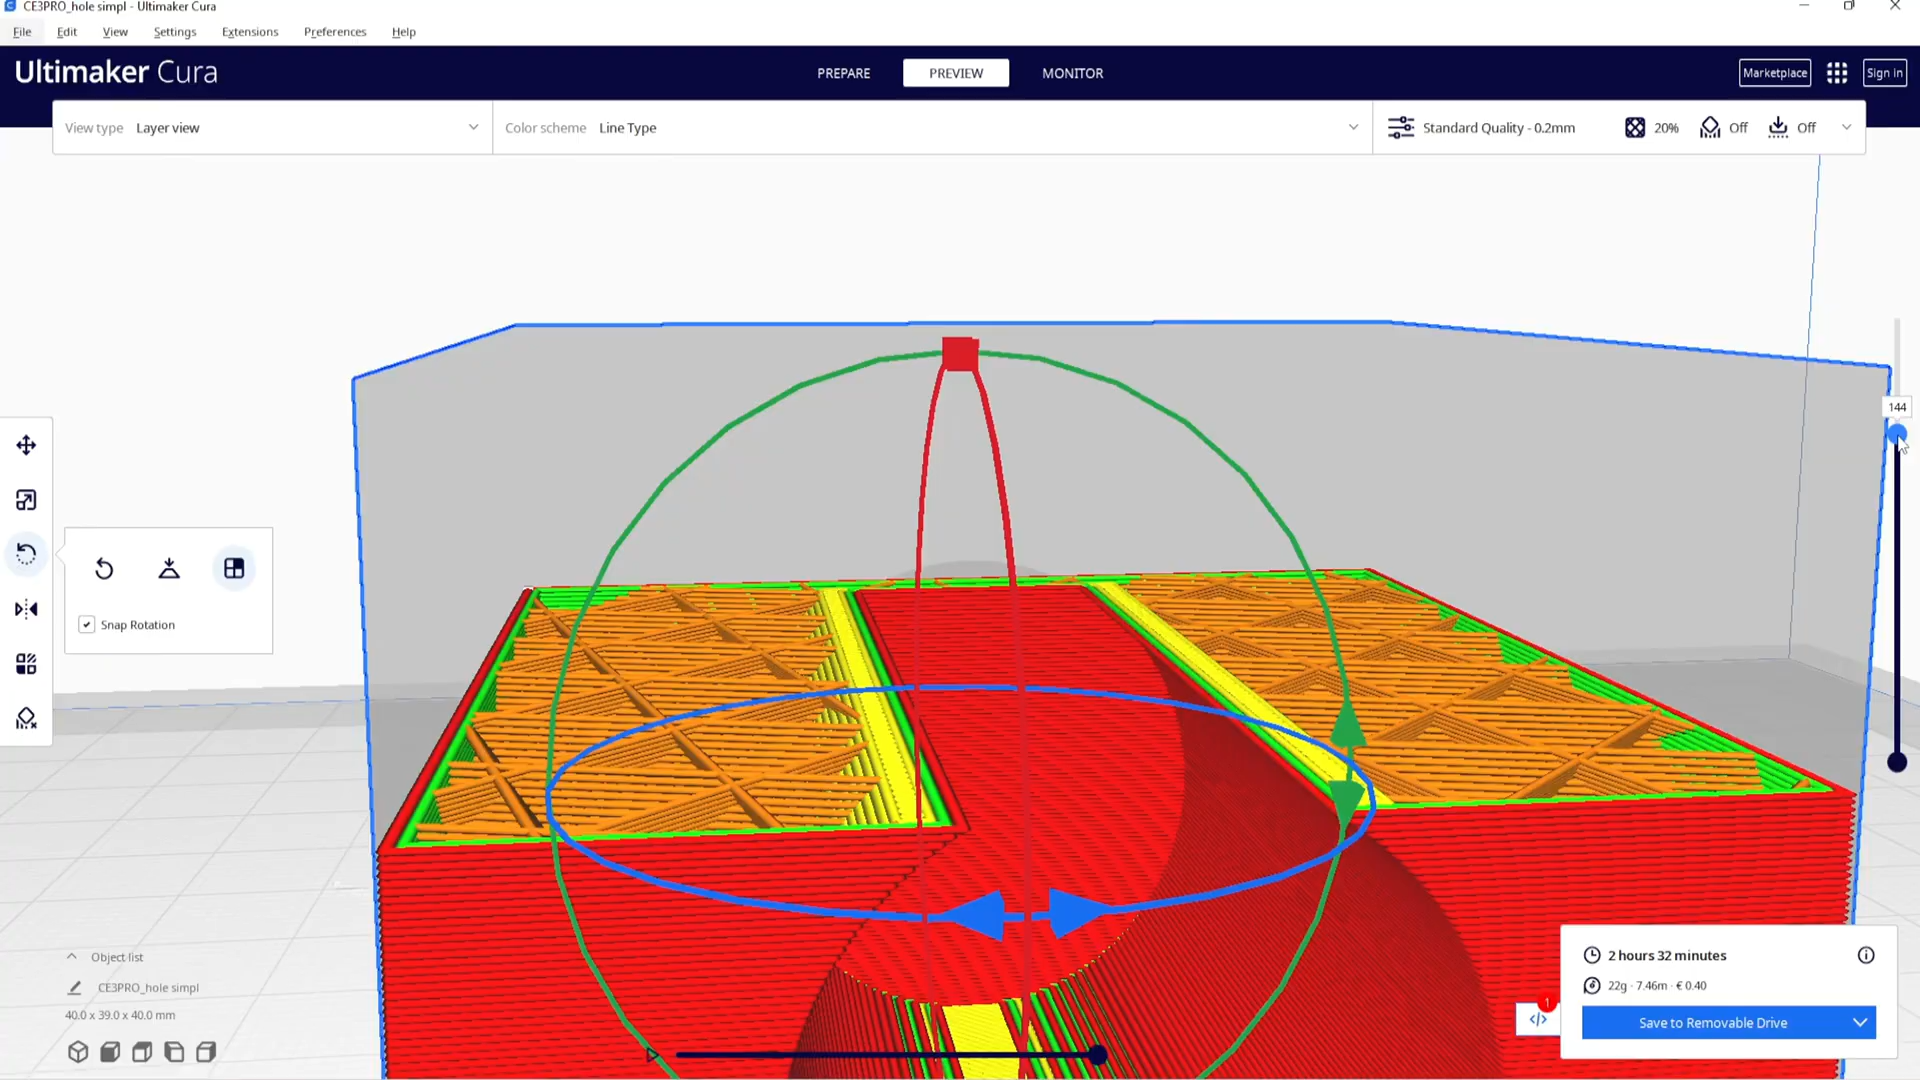 CE3PRO_hole simpl - Ultimaker Cura
File Edit View Settings Extensions Preferences Help
Ultimaker Cura
PREPARE PREVIEW MONITOR
Marketplace Sign in
View type Layer view
Color scheme Line Type
Standard Quality - 0.2mm 20% Off Off
144
Snap Rotation
Object list
CE3PRO_hole simpl
40.0 x 39.0 x 40.0 mm
2 hours 32 minutes
22g · 7.46m · € 0.40
1
Save to Removable Drive